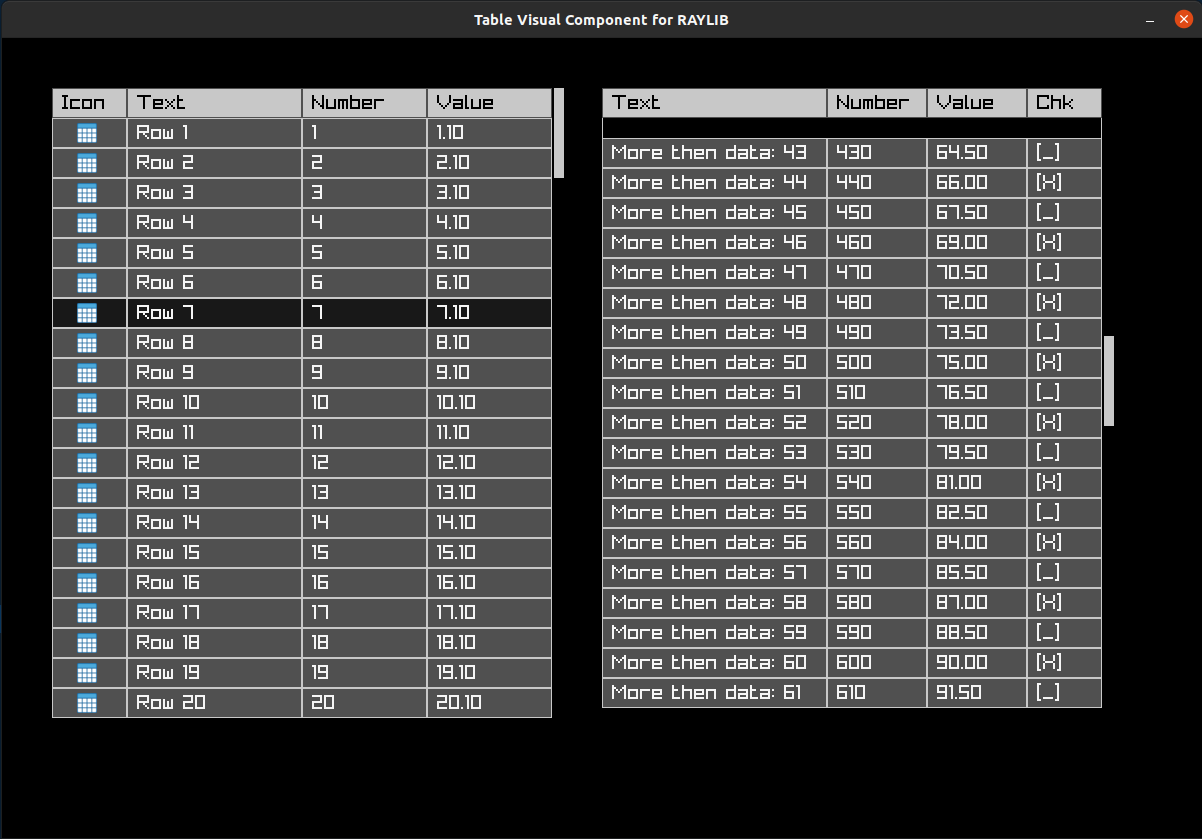 Table Visual Component for RAYLIB
Icon Text Number Value
Row 1 1 1.10
Row 2 2 2.10
Row 3 3 3.10
Row 4 4 4.10
Row 5 5 5.10
Row 6 6 6.10
Row 7 7 7.10
Row 8 8 8.10
Row 9 9 9.10
Row 10 10 10.10
Row 11 11 11.10
Row 12 12 12.10
Row 13 13 13.10
Row 14 14 14.10
Row 15 15 15.10
Row 16 16 16.10
Row 17 17 17.10
Row 18 18 18.10
Row 19 19 19.10
Row 20 20 20.10
Text Number Value Chk
More then data: 43 430 64.50 [_]
More then data: 44 440 66.00 [X]
More then data: 45 450 67.50 [_]
More then data: 46 460 69.00 [X]
More then data: 47 470 70.50 [_]
More then data: 48 480 72.00 [X]
More then data: 49 490 73.50 [_]
More then data: 50 500 75.00 [X]
More then data: 51 510 76.50 [_]
More then data: 52 520 78.00 [X]
More then data: 53 530 79.50 [_]
More then data: 54 540 81.00 [X]
More then data: 55 550 82.50 [_]
More then data: 56 560 84.00 [X]
More then data: 57 570 85.50 [_]
More then data: 58 580 87.00 [X]
More then data: 59 590 88.50 [_]
More then data: 60 600 90.00 [X]
More then data: 61 610 91.50 [_]